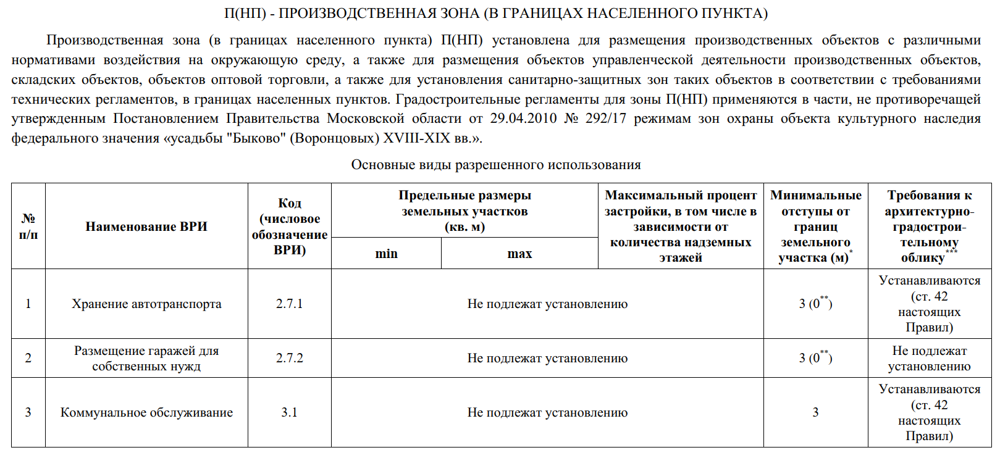 П(НП) - ПРОИЗВОДСТВЕННАЯ ЗОНА (В ГРАНИЦАХ НАСЕЛЕННОГО ПУНКТА)
Производственная зона (в границах населенного пункта) П(НП) установлена для размещения производственных объектов с различными
нормативами воздействия на окружающую среду, а также для размещения объектов управленческой деятельности производственных объектов,
складских объектов, объектов оптовой торговли, а также для установления санитарно-защитных зон таких объектов в соответствии с требованиями
технических регламентов, в границах населенных пунктов. Градостроительные регламенты для зоны П(НП) применяются в части, не противоречащей
утвержденным Постановлением Правительства Московской области от 29.04.2010 № 292/17 режимам зон охраны объекта культурного наследия
федерального значения «усадьбы "Быково" (Воронцовых) XVIII-XIX вв.».
Основные виды разрешенного использования
№
п/п
Наименование ВРИ
Код
(числовое
обозначение
ВРИ)
Предельные размеры
земельных участков
(кв. м)
min
max
Максимальный процент
застройки, в том числе в
зависимости от
количества надземных
этажей
Минимальные
отступы от
границ
земельного
участка (м)*
Требования к
архитектурно-
градострои-
тельному
облику***
1
Хранение автотранспорта
2.7.1
Не подлежат установлению
3 (0**)
Устанавливаются
(ст. 42
настоящих
Правил)
2
Размещение гаражей для
собственных нужд
2.7.2
Не подлежат установлению
3 (0**)
Не подлежат
установлению
3
Коммунальное обслуживание
3.1
Не подлежат установлению
3
Устанавливаются
(ст. 42
настоящих
Правил)